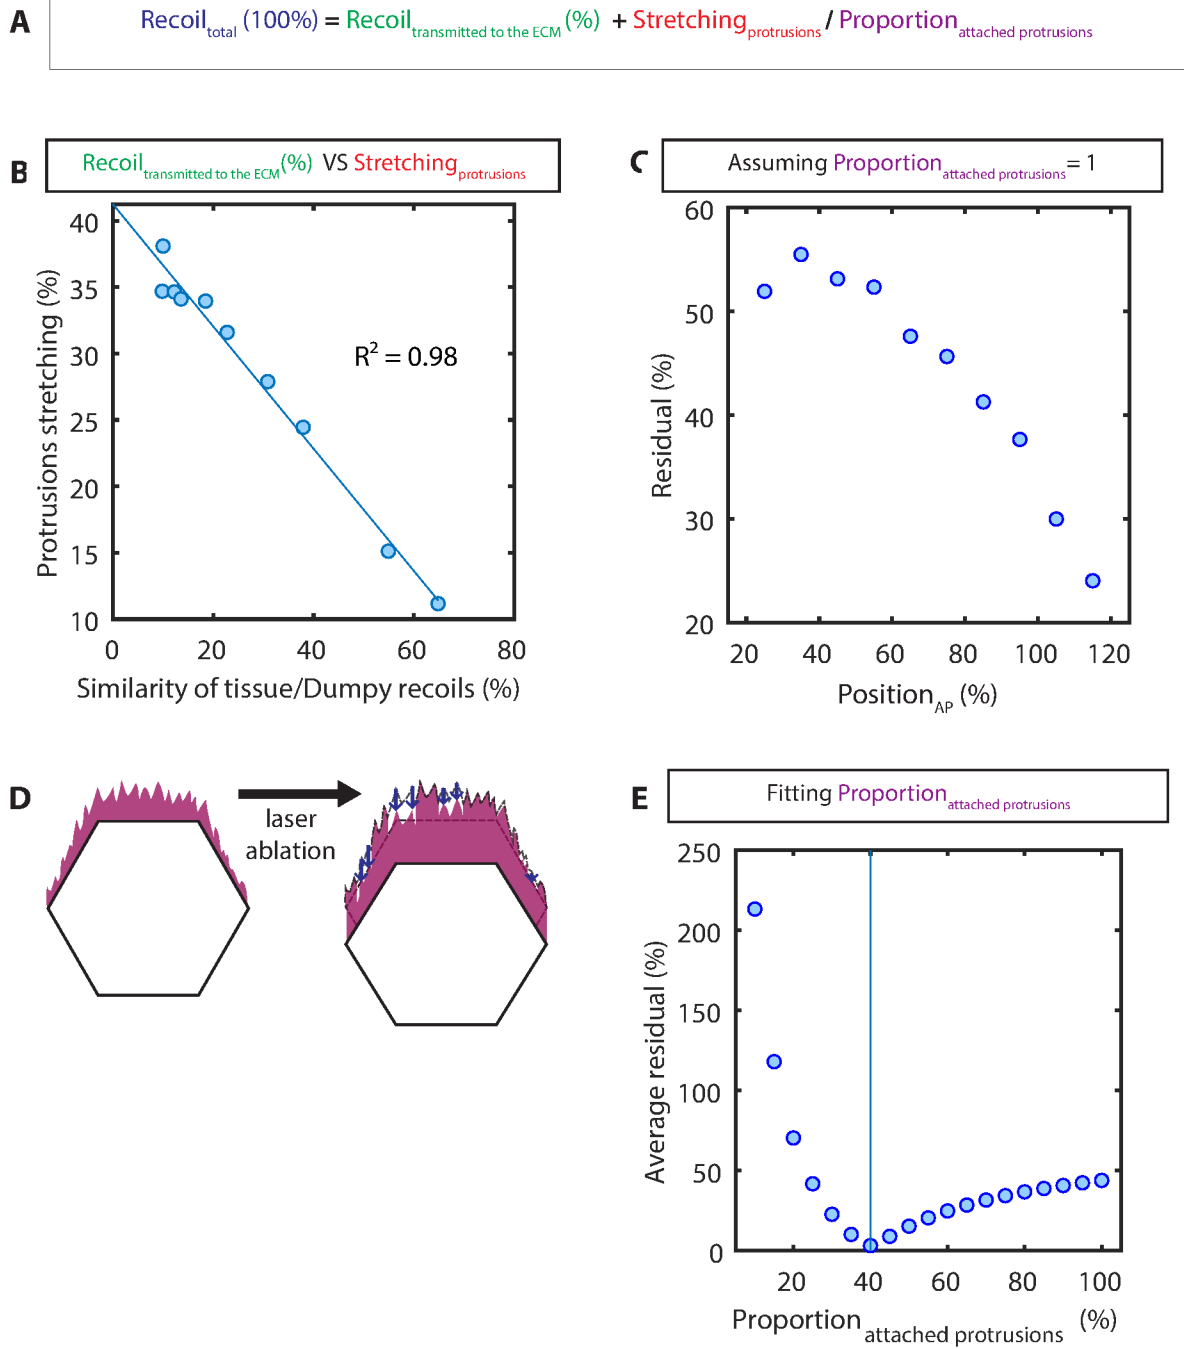 A
Recoil total (100%) = Recoil transmitted to the ECM (%) + Stretching protrusions / Proportion attached protrusions
B
Recoil transmitted to the ECM (%) VS Stretching protrusions
40
35
30
25
20
15
10
Protrusions stretching (%)
R² = 0.98
0 20 40 60 80
Similarity of tissue/Dumpy recoils (%)
C
Assuming Proportion attached protrusions = 1
60
50
40
30
20
Residual (%)
20 40 60 80 100 120
Position AP (%)
D
laser
ablation
E
Fitting Proportion attached protrusions
250
200
150
100
50
0
Average residual (%)
20 40 60 80 100
Proportion attached protrusions (%)